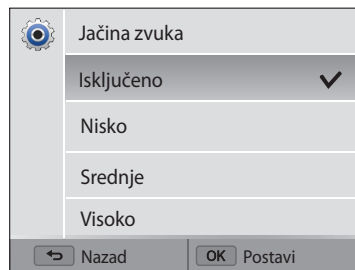 Jačina zvuka
Isključeno
Nisko
Srednje
Visoko
Nazad OK Postavi